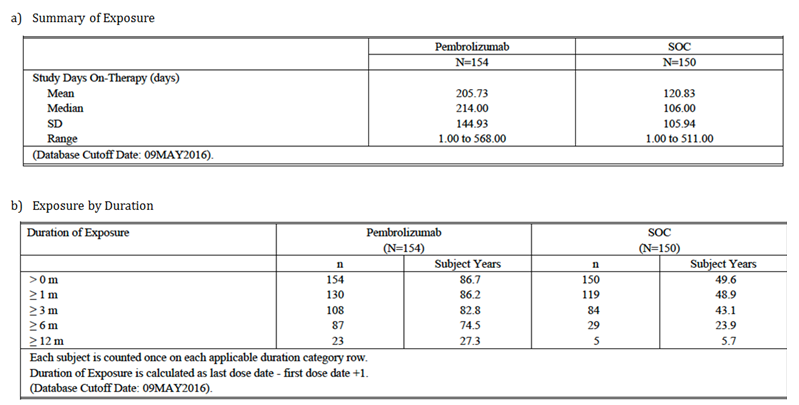 a) Summary of Exposure
Pembrolizumab SOC
N=154 N=150
Study Days On-Therapy (days)
Mean 205.73 120.83
Median 214.00 106.00
SD 144.93 105.94
Range 1.00 to 568.00 1.00 to 511.00
(Database Cutoff Date: 09MAY2016).
b) Exposure by Duration
Duration of Exposure Pembrolizumab SOC
(N=154) (N=150)
n Subject Years n Subject Years
> 0 m 154 86.7 150 49.6
≥ 1 m 130 86.2 119 48.9
≥ 3 m 108 82.8 84 43.1
≥ 6 m 87 74.5 29 23.9
≥ 12 m 23 27.3 5 5.7
Each subject is counted once on each applicable duration category row.
Duration of Exposure is calculated as last dose date - first dose date +1.
(Database Cutoff Date: 09MAY2016).